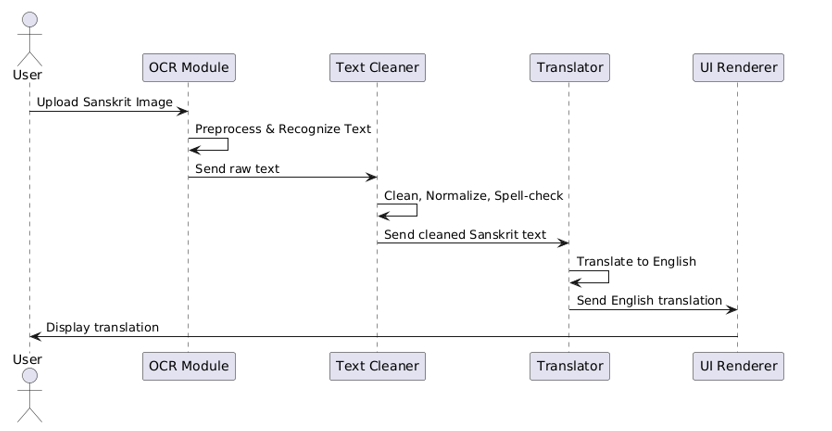 User
OCR Module
Text Cleaner
Translator
UI Renderer
Upload Sanskrit Image
Preprocess & Recognize Text
Send raw text
Clean, Normalize, Spell-check
Send cleaned Sanskrit text
Translate to English
Send English translation
Display translation
User
OCR Module
Text Cleaner
Translator
UI Renderer